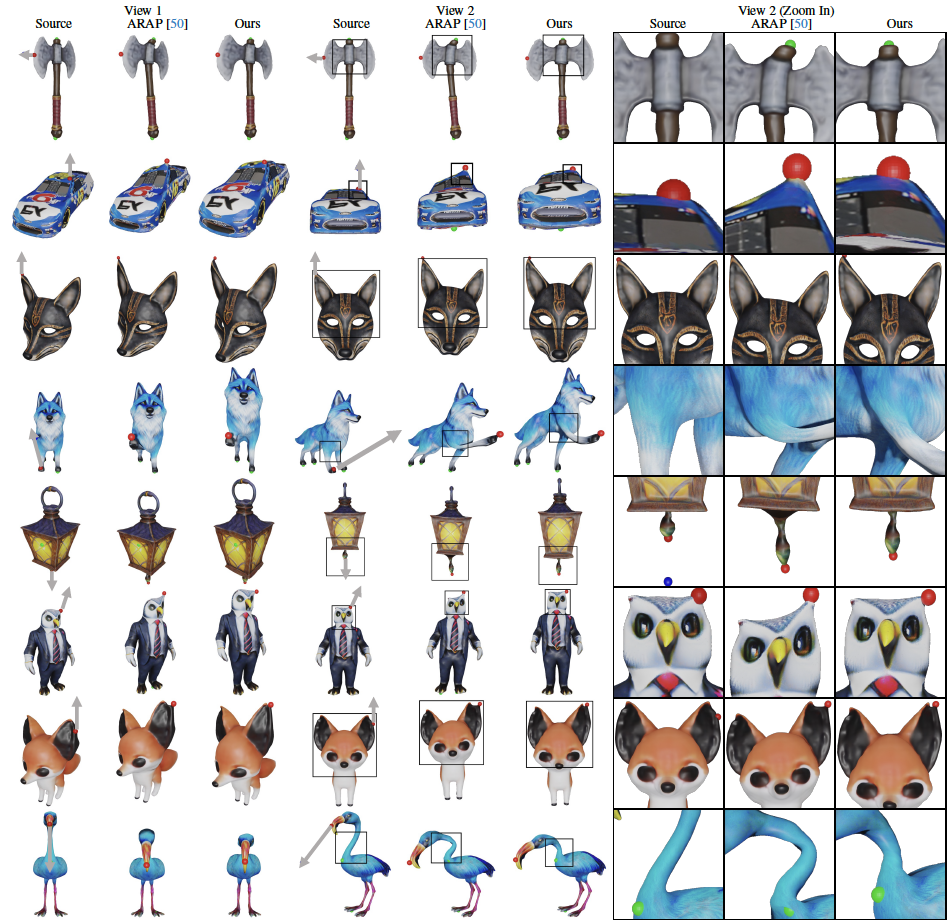 View 1
View 2
View 2 (Zoom In)
Source
ARAP [50]
Ours
Source
ARAP [50]
Ours
Source
ARAP [50]
Ours